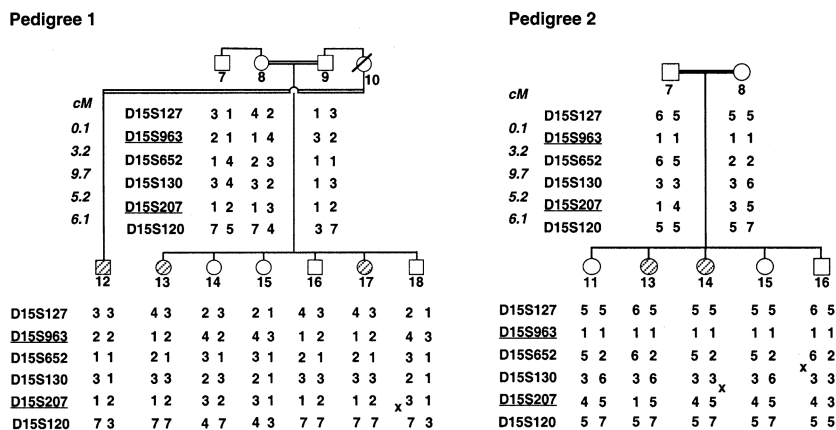 Pedigree 1
Pedigree 2
7 8 9 10
7 8
cM
D15S127 3 1 4 2 1 3
0.1
D15S963 2 1 1 4 3 2
3.2
D15S652 1 4 2 3 1 1
9.7
D15S130 3 4 3 2 1 3
5.2
D15S207 1 2 1 3 1 2
6.1
D15S120 7 5 7 4 3 7
cM
D15S127 6 5 5 5
0.1
D15S963 1 1 1 1
3.2
D15S652 6 5 2 2
9.7
D15S130 3 3 3 6
5.2
D15S207 1 4 3 5
6.1
D15S120 5 5 5 7
12 13 14 15 16 17 18
D15S127 3 3 4 3 2 3 2 1 4 3 4 3 2 1
D15S963 2 2 1 2 4 2 4 3 1 2 1 2 4 3
D15S652 1 1 2 1 3 1 3 1 2 1 2 1 3 1
D15S130 3 1 3 3 2 3 2 1 3 3 3 3 2 1
D15S207 1 2 1 2 3 2 3 1 1 2 1 2 x 3 1
D15S120 7 3 7 7 4 7 4 3 7 7 7 7 7 3
11 13 14 15 16
D15S127 5 5 6 5 5 5 5 5 6 5
D15S963 1 1 1 1 1 1 1 1 1 1
D15S652 5 2 6 2 5 2 5 2 6 2
x
D15S130 3 6 3 6 3 3 3 6 3 3
x
D15S207 4 5 1 5 4 5 4 5 4 3
D15S120 5 7 5 7 5 7 5 7 5 5